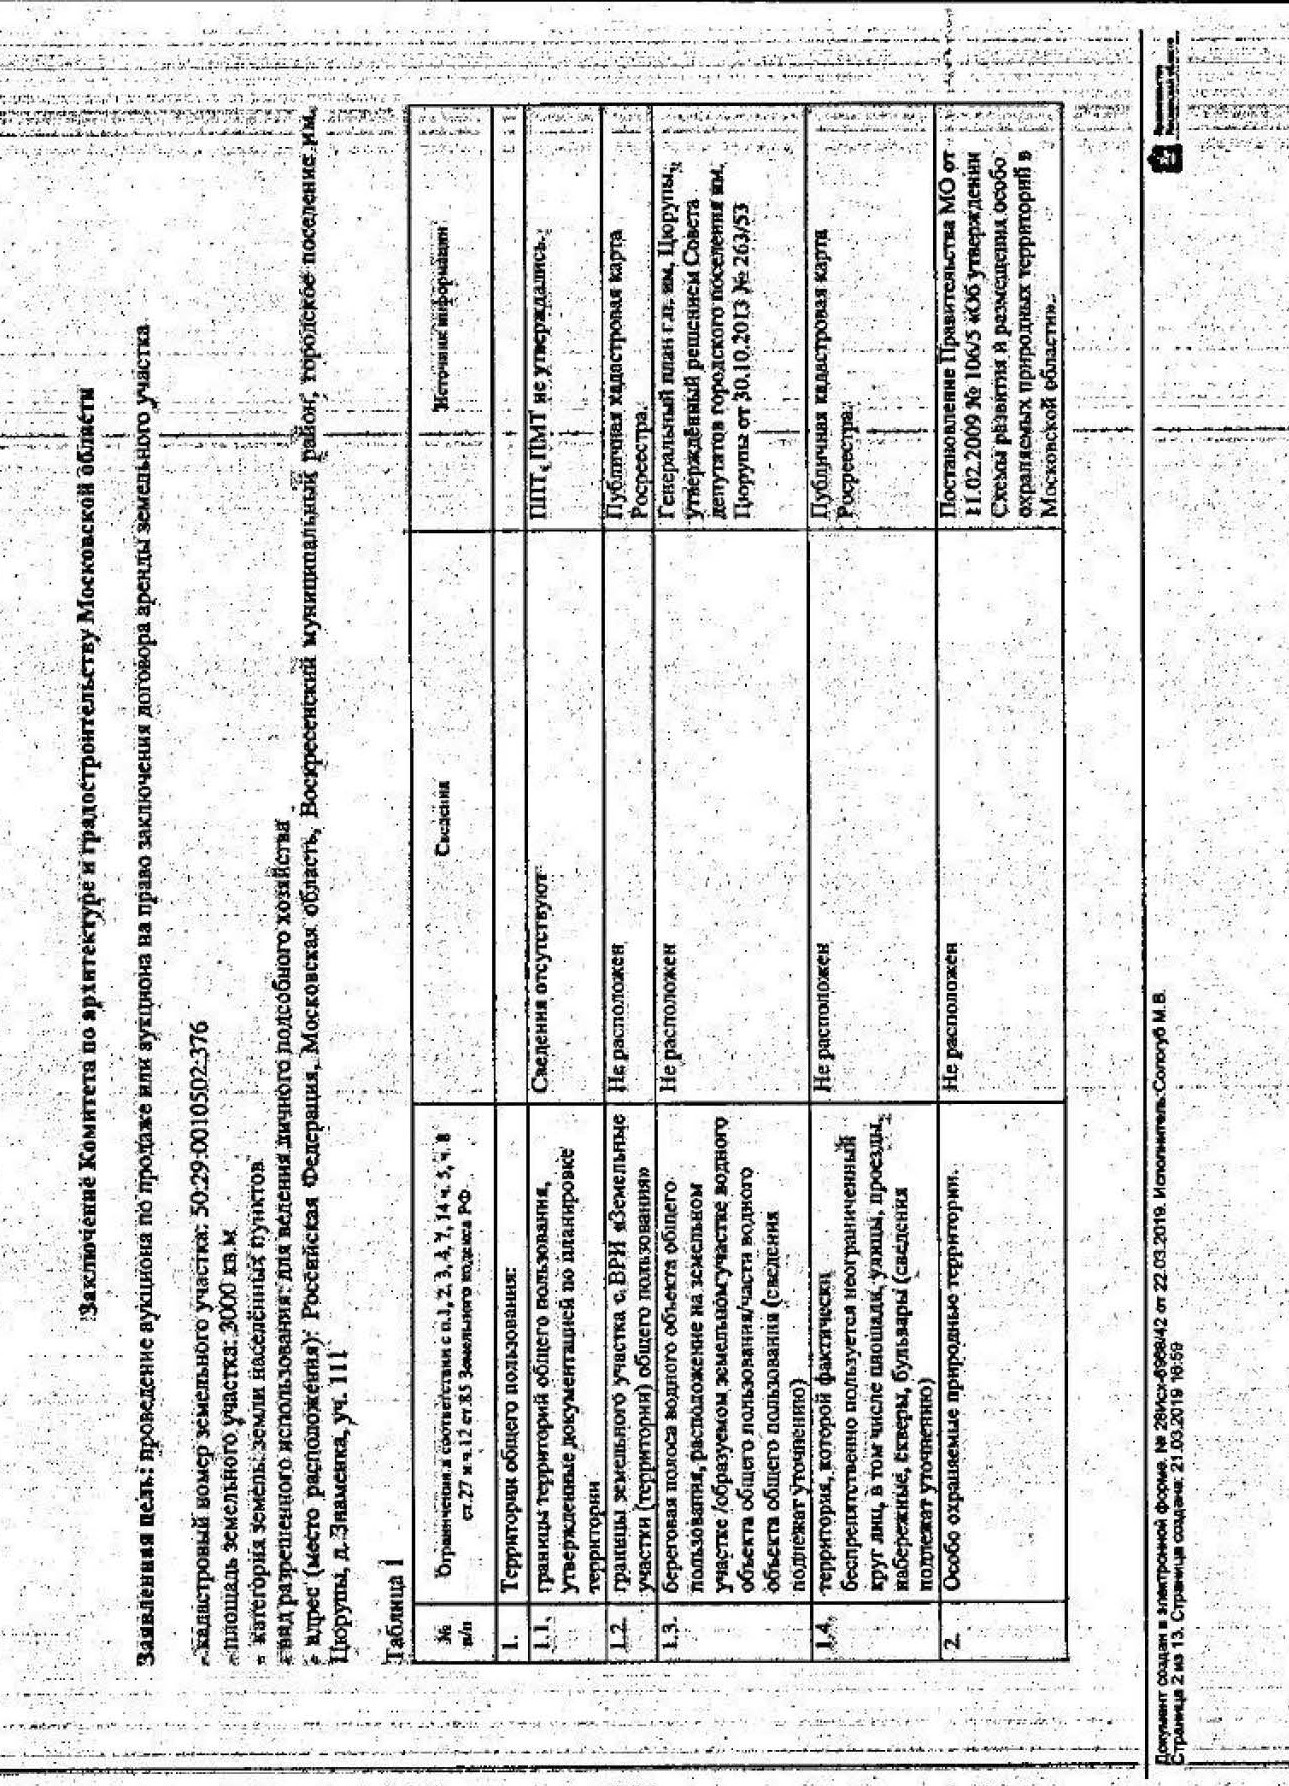 Заключение Комитета по архитектуре и градостроительству Московской области
Заявленная цель: проведение аукциона по продаже или аукциона на право заключения договора аренды земельного участка
- кадастровый номер земельного участка: 50:29:0010502:376
- площадь земельного участка: 3000 кв.м
- категория земель: земли населённых пунктов
- вид разрешенного использования: для ведения личного подсобного хозяйства
- адрес (место расположения): Российская Федерация, Московская область, Воскресенский муниципальный район, городское поселение им.
Цюрупы, д. Знаменка, уч. 111
Таблица 1
№
п/п
Ограничения в соответствии с п.1, 2, 3, 4, 7, 14 ч. 5, ч. 8
ст.27 и ч.12 ст.85 Земельного кодекса РФ
Сведения
Источник информации
1.
Территории общего пользования:
1.1.
границы территорий общего пользования,
утвержденные документацией по планировке
территории
Сведения отсутствуют
ППТ, ПМТ не утверждались.
1.2.
границы земельного участка с ВРИ «Земельные
участки (территории) общего пользования»
Не расположен
Публичная кадастровая карта
Росреестра.
1.3.
береговая полоса водного объекта общего
пользования, расположение на земельном
участке /образуемом земельном участке водного
объекта общего пользования/части водного
объекта общего пользования (сведения
подлежат уточнению)
Не расположен
Генеральный план г.п. им. Цюрупы,
утверждённый решением Совета
депутатов городского поселения им.
Цюрупы от 30.10.2013 № 263/53
1.4.
территория, которой фактически
беспрепятственно пользуется неограниченный
круг лиц, в том числе площади, улицы, проезды,
набережные, скверы, бульвары (сведения
подлежат уточнению)
Не расположен
Публичная кадастровая карта
Росреестра.
2.
Особо охраняемые природные территории.
Не расположен
Постановление Правительства МО от
11.02.2009 № 106/5 «Об утверждении
Схемы развития и размещения особо
охраняемых природных территорий в
Московской области».
Документ создан в электронной форме. № 28Исх-6966/42 от 22.03.2019. Исполнитель:Сологуб М.В.
Страница 2 из 13. Страница создана: 21.03.2019 16:59